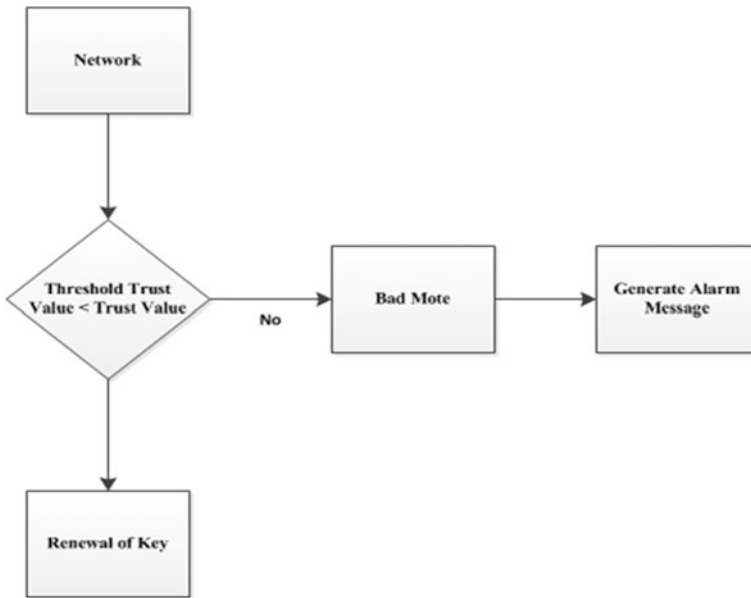 Network
Threshold Trust
Value < Trust Value
No
Bad Mote
Generate Alarm
Message
Renewal of Key